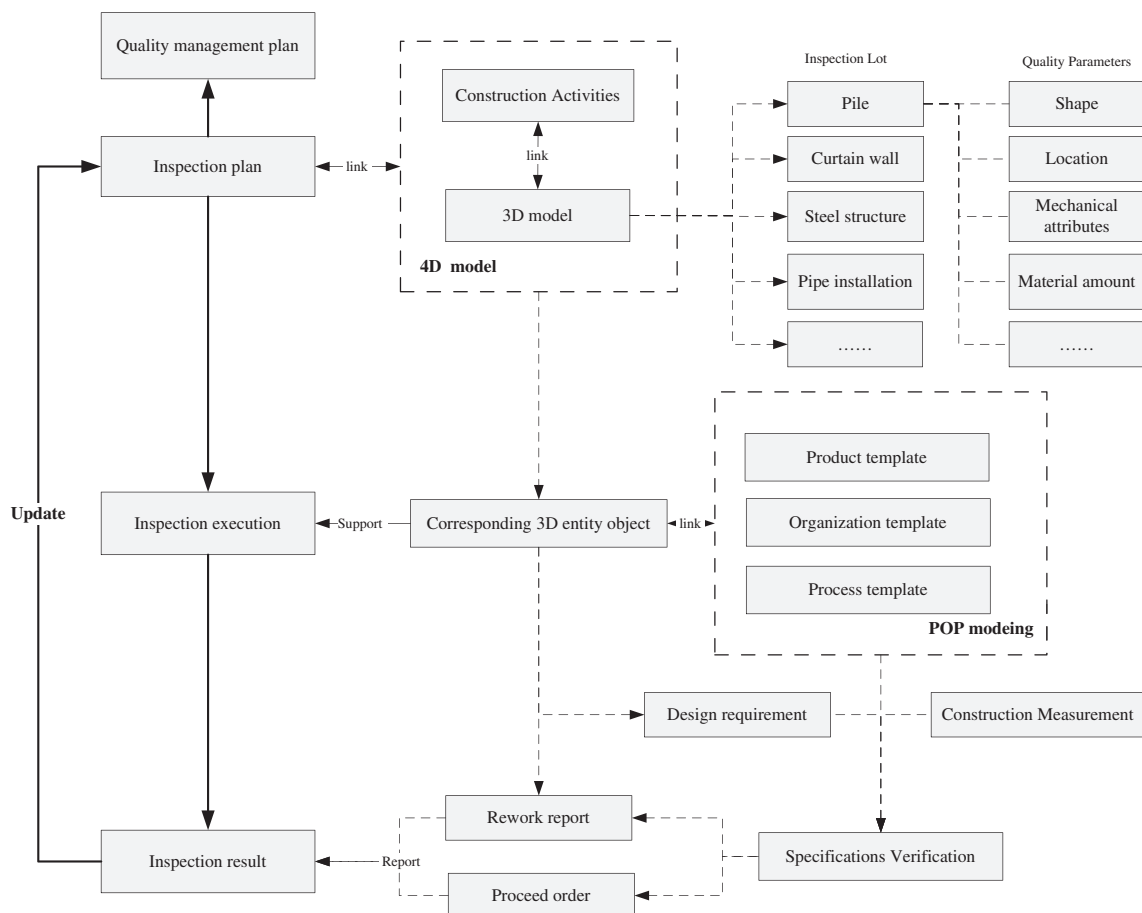 Quality management plan
Inspection Lot
Quality Parameters
Construction Activities
Pile
Shape
Inspection plan
link
link
Curtain wall
Location
3D model
Steel structure
Mechanical
attributes
4D model
Pipe installation
Material amount
......
......
Product template
Update
Inspection execution
Support
Corresponding 3D entity object
link
Organization template
Process template
POP modeing
Design requirement
Construction Measurement
Rework report
Inspection result
Report
Specifications Verification
Proceed order